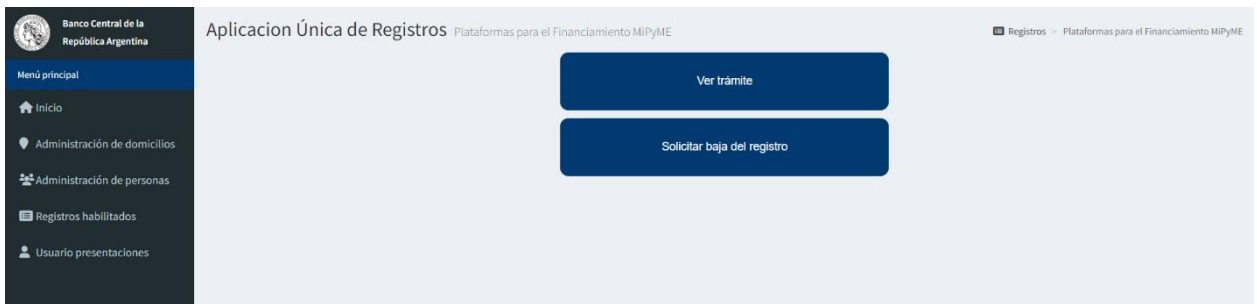 Banco Central de la
República Argentina
Menú principal
Inicio
Administración de domicilios
Administración de personas
Registros habilitados
Usuario presentaciones
Aplicacion Única de Registros Plataformas para el Financiamiento MiPyME
Registros > Plataformas para el Financiamiento MiPyME
Ver trámite
Solicitar baja del registro